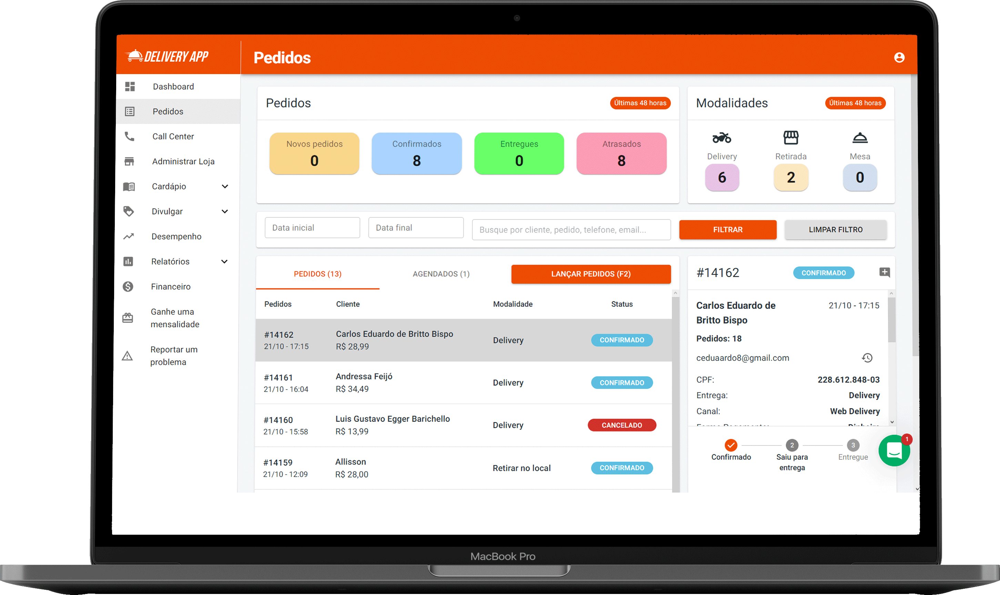 DELIVERY APP
Pedidos
Dashboard
Pedidos
Call Center
Administrar Loja
Cardápio
Divulgar
Desempenho
Relatórios
Financeiro
Ganhe uma
mensalidade
Reportar um
problema
Pedidos
Últimas 48 horas
Novos pedidos
0
Confirmados
8
Entregues
0
Atrasados
8
Modalidades
Últimas 48 horas
Delivery
6
Retirada
2
Mesa
0
Data inicial
Data final
Busque por cliente, pedido, telefone, email...
FILTRAR
LIMPAR FILTRO
PEDIDOS (13)
AGENDADOS (1)
LANÇAR PEDIDOS (F2)
Pedidos Cliente Modalidade Status
#14162
21/10 - 17:15
Carlos Eduardo de Britto Bispo
R$ 28,99
Delivery
CONFIRMADO
#14161
21/10 - 16:04
Andressa Feijó
R$ 34,49
Delivery
CONFIRMADO
#14160
21/10 - 15:58
Luis Gustavo Egger Barichello
R$ 13,99
Delivery
CANCELADO
#14159
21/10 - 12:09
Allisson
R$ 28,00
Retirar no local
CONFIRMADO
#14162
CONFIRMADO
Carlos Eduardo de
Britto Bispo
21/10 - 17:15
Pedidos: 18
ceduaardo8@gmail.com
CPF: 228.612.848-03
Entrega: Delivery
Canal: Web Delivery
Confirmado
2
Saiu para
entrega
3
Entregue
1
MacBook Pro